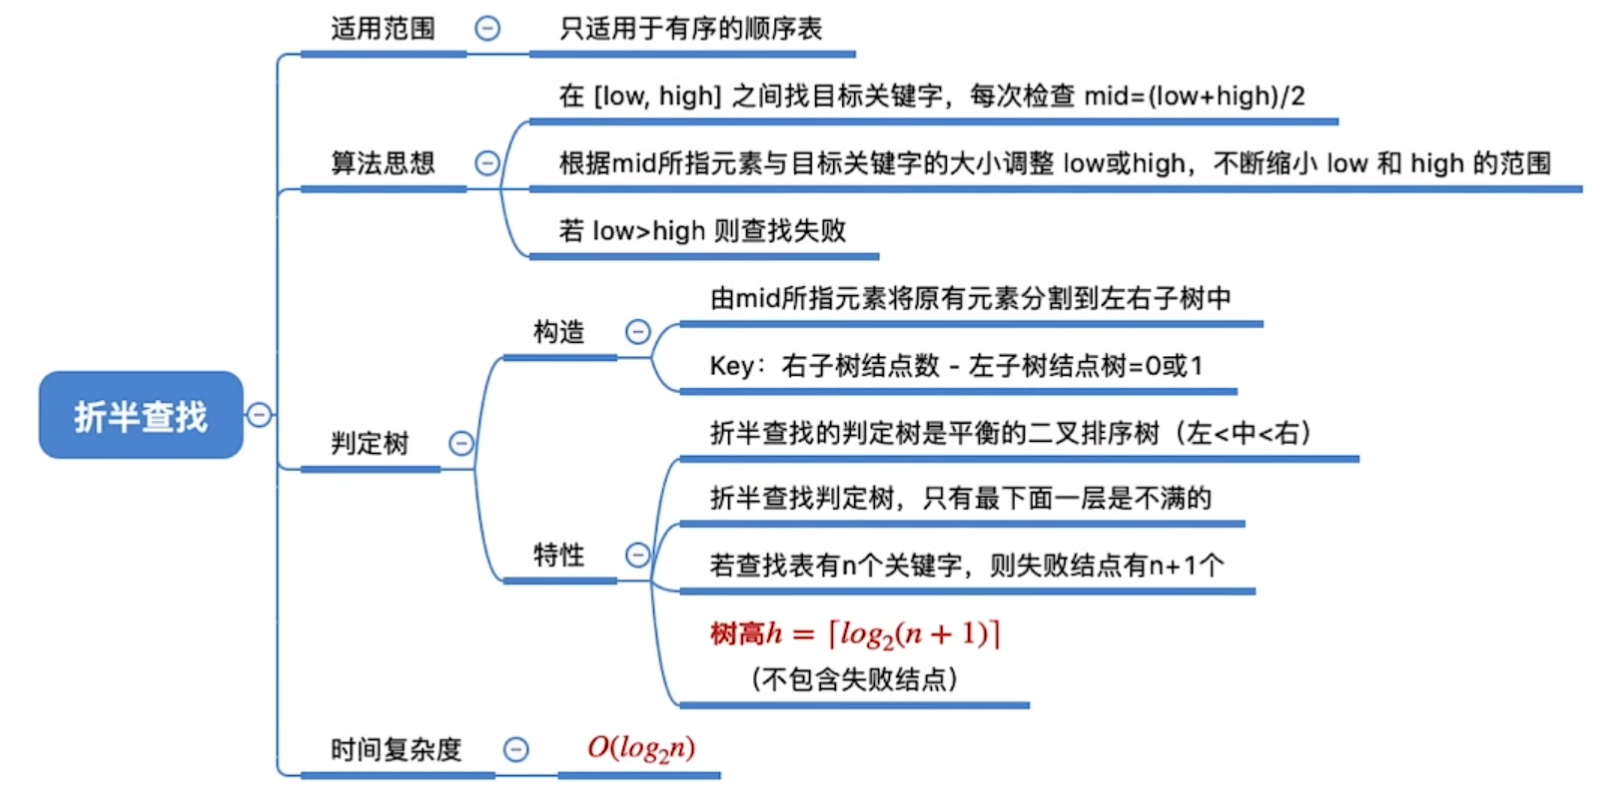 折半查找
适用范围
只适用于有序的顺序表
算法思想
在 [low, high] 之间找目标关键字，每次检查 mid=(low+high)/2
根据mid所指元素与目标关键字的大小调整 low或high，不断缩小 low 和 high 的范围
若 low>high 则查找失败
判定树
构造
由mid所指元素将原有元素分割到左右子树中
Key：右子树结点数 - 左子树结点树=0或1
特性
折半查找的判定树是平衡的二叉排序树（左<中<右）
折半查找判定树，只有最下面一层是不满的
若查找表有n个关键字，则失败结点有n+1个
树高h = ⌈log₂(n + 1)⌉
（不包含失败结点）
时间复杂度
O(log₂n)